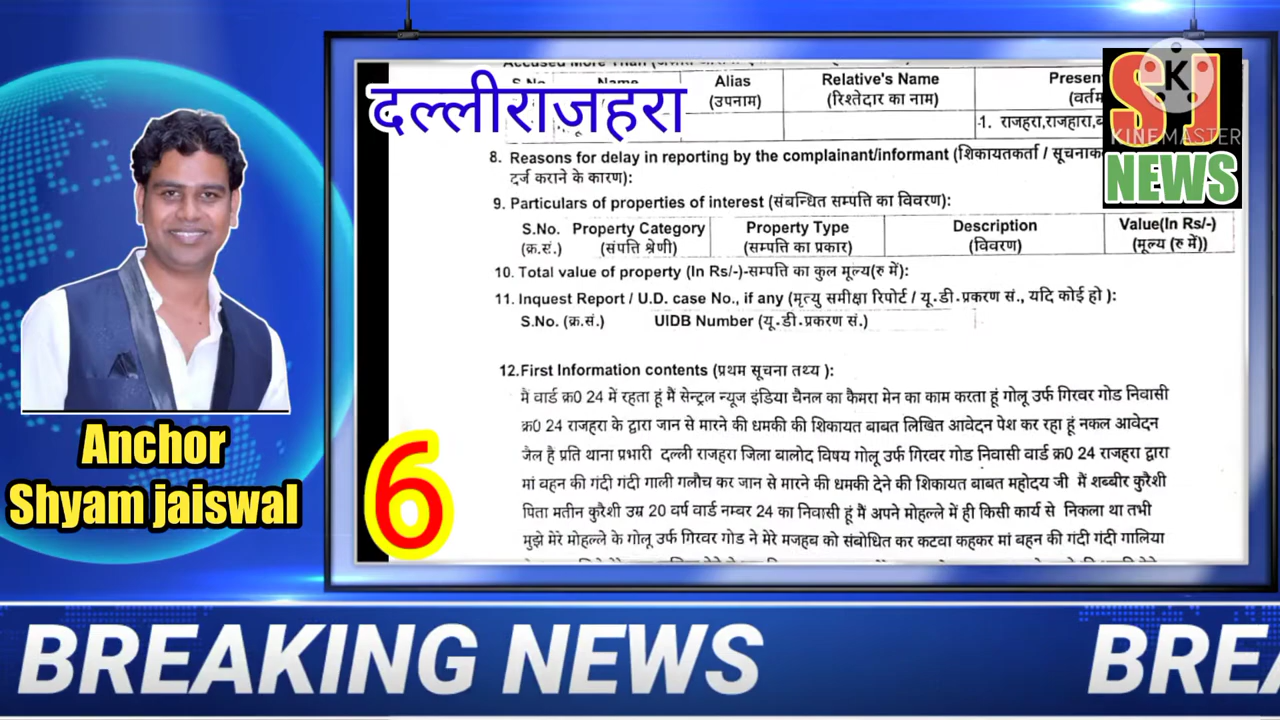 दल्लीराजहरा
S.No. Name Alias Relative's Name Present
(उपनाम) (रिश्तेदार का नाम)
1. राजहरा,राजहारा,व
8. Reasons for delay in reporting by the complainant/informant (शिकायतकर्ता / सूचनाक
दर्ज कराने के कारण):
9. Particulars of properties of interest (संबन्धित सम्पत्ति का विवरण):
S.No. Property Category Property Type Description Value(In Rs/-)
(क्र.सं.) (संपत्ति श्रेणी) (सम्पत्ति का प्रकार) (विवरण) (मूल्य (रु में))
10. Total value of property (In Rs/-)-सम्पत्ति का कुल मूल्य(रु में):
11. Inquest Report / U.D. case No., if any (मृत्यु समीक्षा रिपोर्ट / यू.डी.प्रकरण सं., यदि कोई हो ):
S.No. (क्र.सं.) UIDB Number (यू.डी.प्रकरण सं.)
12.First Information contents (प्रथम सूचना तथ्य ):
मैं वार्ड क्र0 24 में रहता हूं मैं सेन्ट्रल न्यूज इंडिया चैनल का कैमरा मेन का काम करता हूं गोलू उर्फ गिरवर गोड निवासी
क्र0 24 राजहरा के द्वारा जान से मारने की धमकी की शिकायत बाबत लिखित आवेदन पेश कर रहा हूं नकल आवेदन
जैल है प्रति थाना प्रभारी दल्ली राजहरा जिला बालोद विषय गोलू उर्फ गिरवर गोड निवासी वार्ड क्र0 24 राजहरा द्वारा
मां वहन की गंदी गंदी गाली गलौच कर जान से मारने की धमकी देने की शिकायत बाबत महोदय जी मैं शब्बीर कुरैशी
पिता मतीन कुरैशी उम्र 20 वर्ष वार्ड नम्बर 24 का निवासी हूं मैं अपने मोहल्ले में ही किसी कार्य से निकला था तभी
मुझे मेरे मोहल्ले के गोलू उर्फ गिरवर गोड ने मेरे मजहब को संबोधित कर कटवा कहकर मां बहन की गंदी गंदी गालिया
SJ
K
KINEMASTER
NEWS
6
Anchor
Shyam jaiswal
BREAKING NEWS
BREA